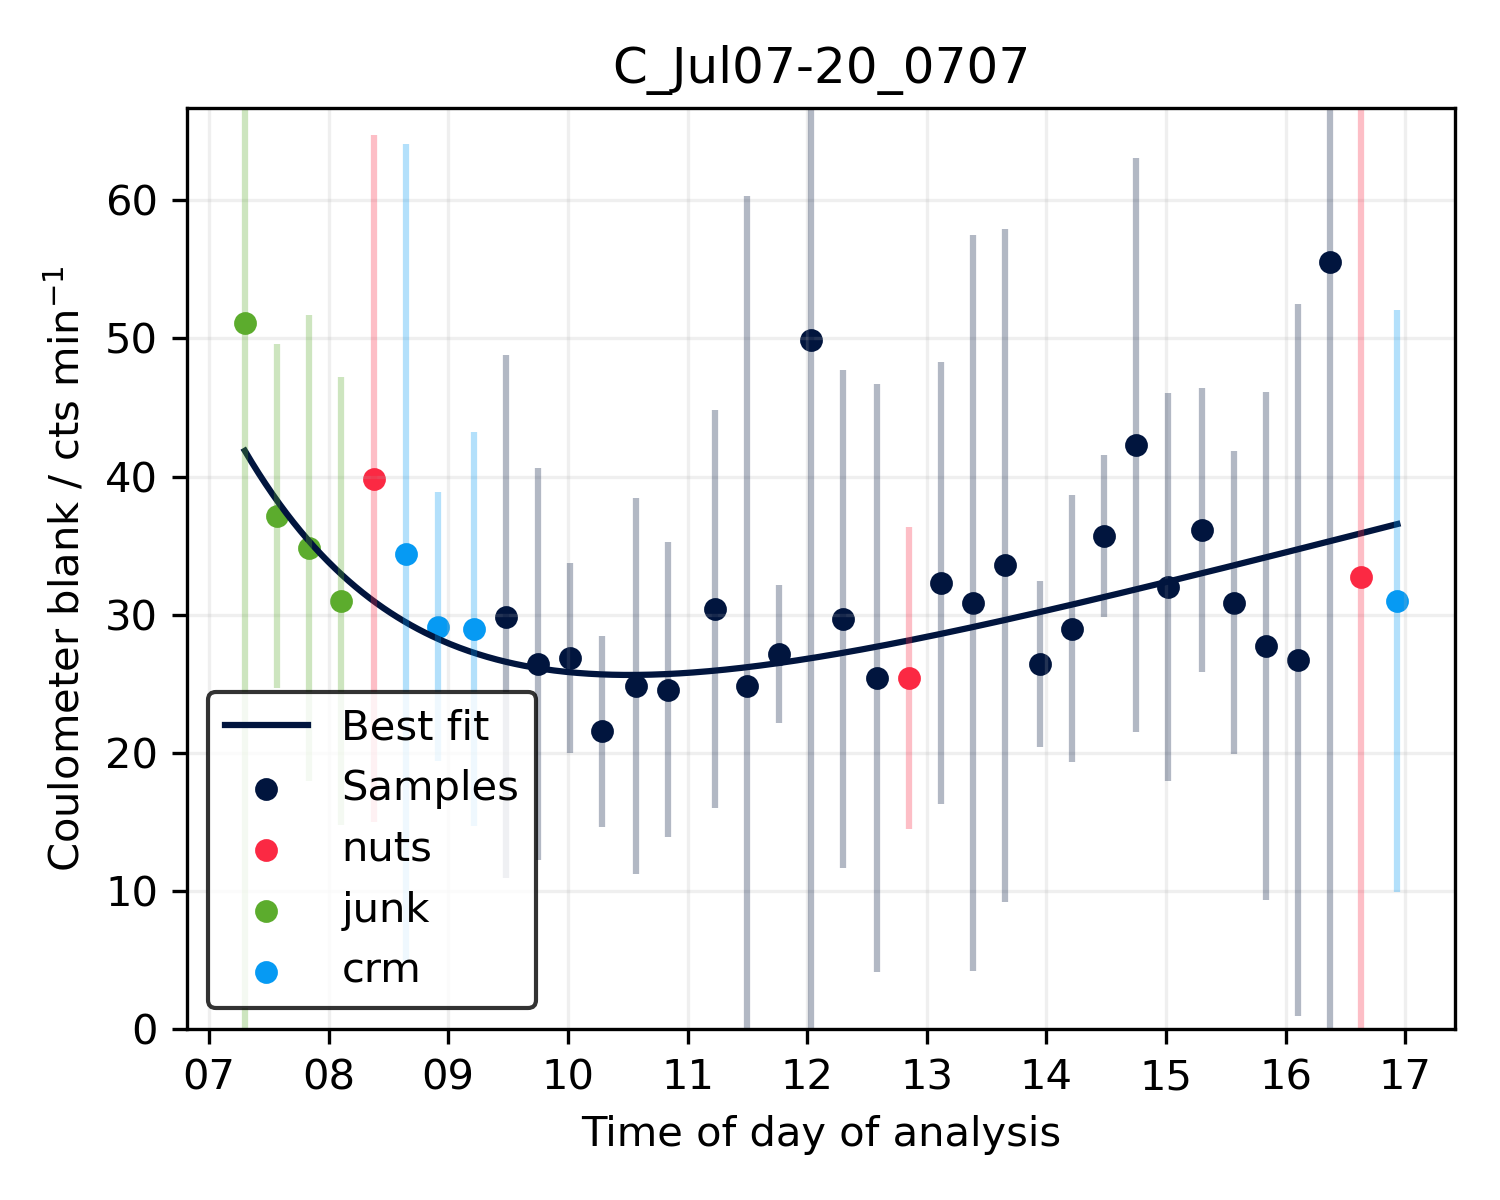 C_Jul07-20_0707
Coulometer blank / cts min⁻¹
60
50
40
30
20
10
0
Best fit
Samples
nuts
junk
crm
07 08 09 10 11 12 13 14 15 16 17
Time of day of analysis